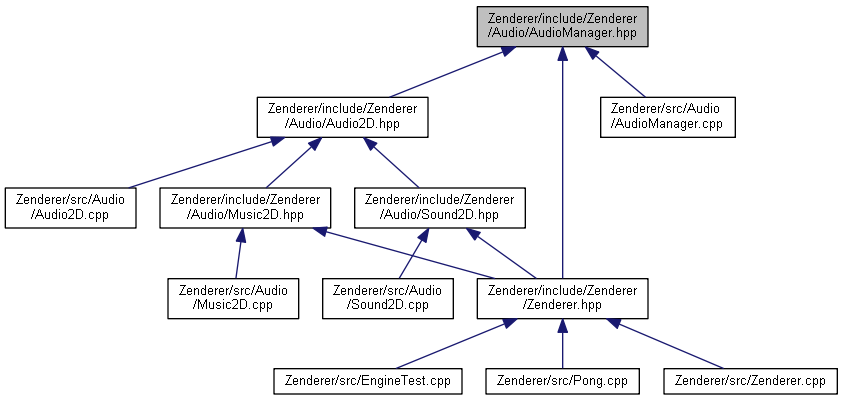 Zenderer/include/Zenderer
/Audio/AudioManager.hpp
Zenderer/include/Zenderer
/Audio/Audio2D.hpp
Zenderer/src/Audio
/AudioManager.cpp
Zenderer/src/Audio
/Audio2D.cpp
Zenderer/include/Zenderer
/Audio/Music2D.hpp
Zenderer/include/Zenderer
/Audio/Sound2D.hpp
Zenderer/src/Audio
/Music2D.cpp
Zenderer/src/Audio
/Sound2D.cpp
Zenderer/include/Zenderer
/Zenderer.hpp
Zenderer/src/EngineTest.cpp
Zenderer/src/Pong.cpp
Zenderer/src/Zenderer.cpp